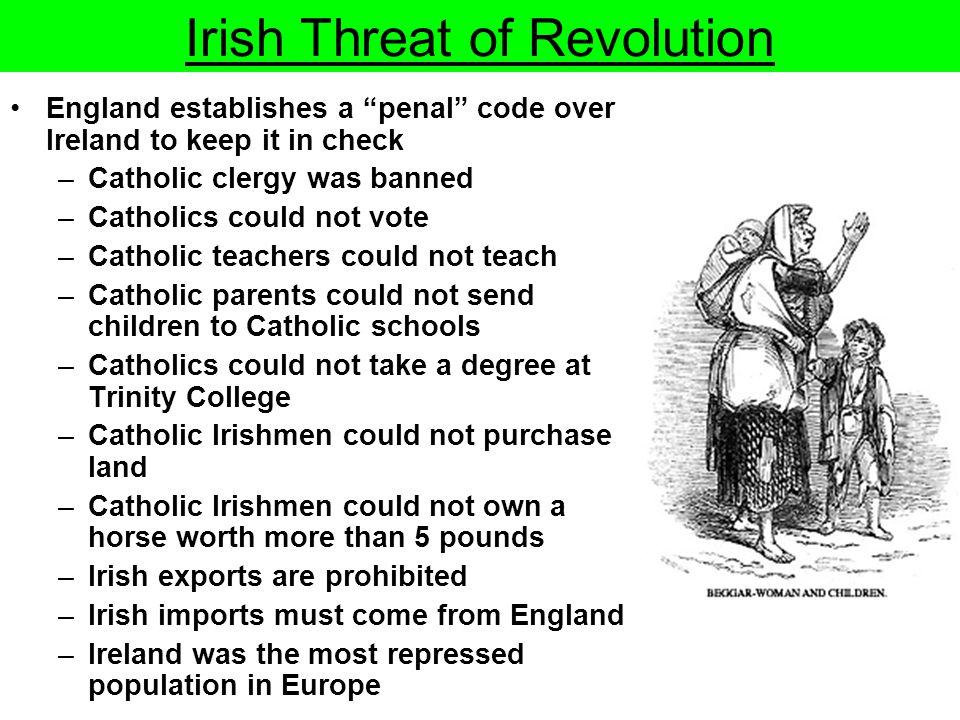 Irish Threat of Revolution
• England establishes a “penal” code over
Ireland to keep it in check
– Catholic clergy was banned
– Catholics could not vote
– Catholic teachers could not teach
– Catholic parents could not send
children to Catholic schools
– Catholics could not take a degree at
Trinity College
– Catholic Irishmen could not purchase
land
– Catholic Irishmen could not own a
horse worth more than 5 pounds
– Irish exports are prohibited
– Irish imports must come from England
– Ireland was the most repressed
population in Europe
BEGGAR-WOMAN AND CHILDREN.